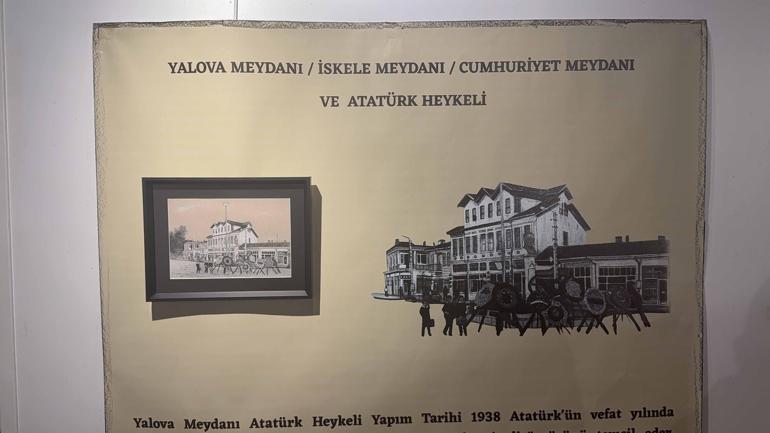 YALOVA MEYDANI / İSKELE MEYDANI / CUMHURİYET MEYDANI
VE ATATÜRK HEYKELİ
Yalova Meydanı Atatürk Heykeli Yapım Tarihi 1938 Atatürk'ün vefat yılında